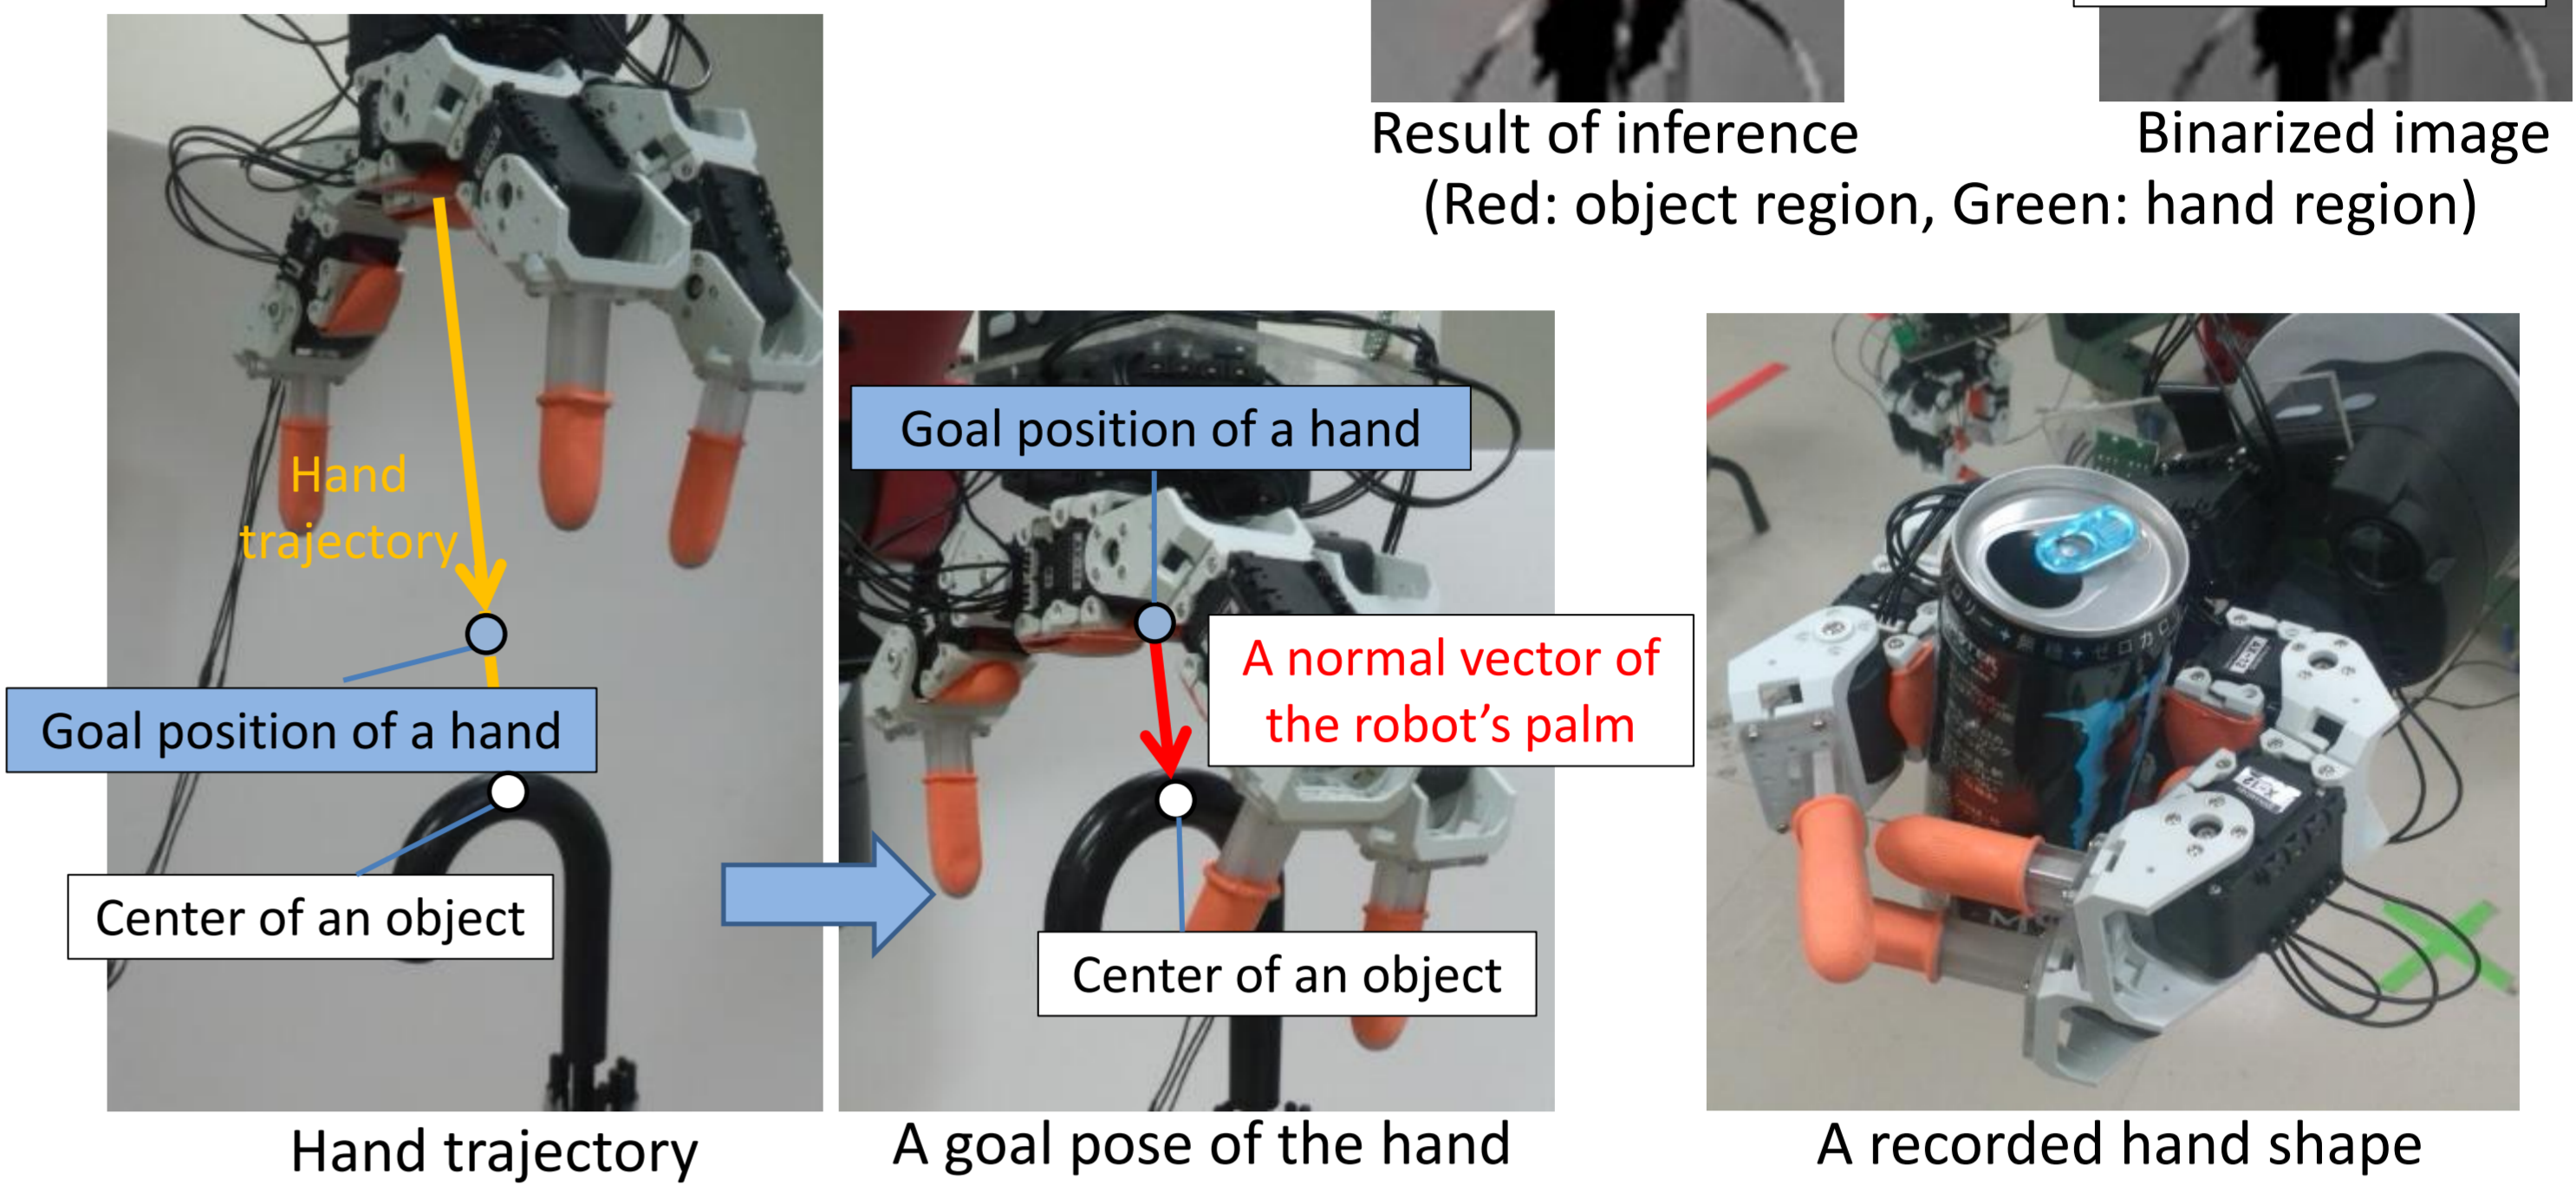 Result of inference
Binarized image
(Red: object region, Green: hand region)
Hand
trajectory
Goal position of a hand
Center of an object
Goal position of a hand
A normal vector of
the robot’s palm
Center of an object
Hand trajectory
A goal pose of the hand
A recorded hand shape